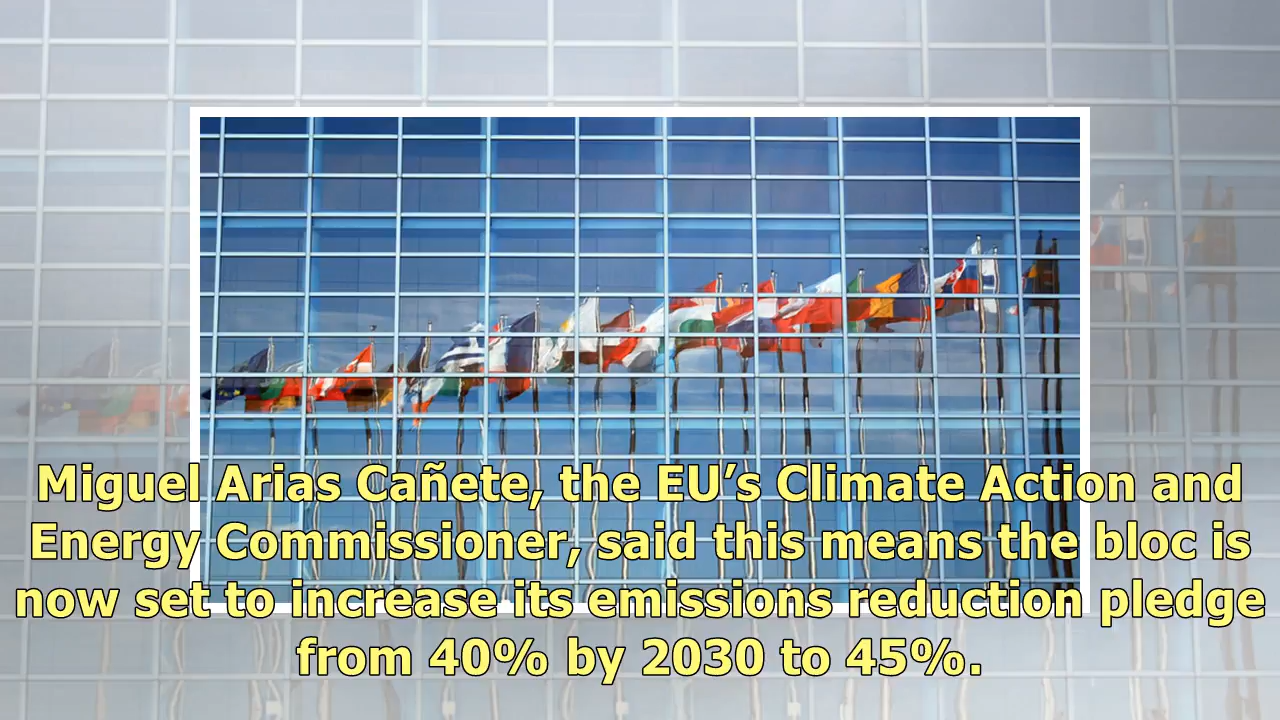 Miguel Arias Cañete, the EU’s Climate Action and
Energy Commissioner, said this means the bloc is
now set to increase its emissions reduction pledge
from 40% by 2030 to 45%.